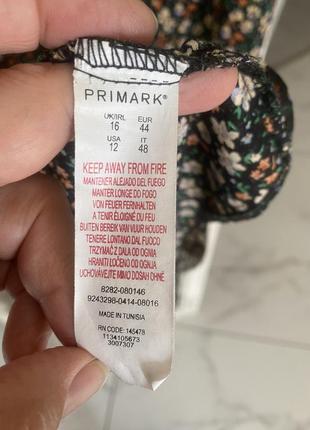 PRIMARK®
UK/IRL EUR
16 44
USA IT
12 48
KEEP AWAY FROM FIRE
MANTENER ALEJADO DEL FUEGO
MANTER LONGE DO FOGO
VON FEUER FERNHALTEN
A TENIR ÉLOIGNÉ DU FEU
BUITEN BEREIK VAN VUUR HOUDEN
TENERE LONTANO DAL FUOCO
TRZYMAĆ Z DALA OD OGNIA
HRANITI LOČENO OD OGNJA
UCHOVÁVEJTE MIMO DOSAH OHNĚ
8282-080146
9243298-0414-08016
MADE IN TUNISIA
RN CODE: 145478
1134105673
3007307